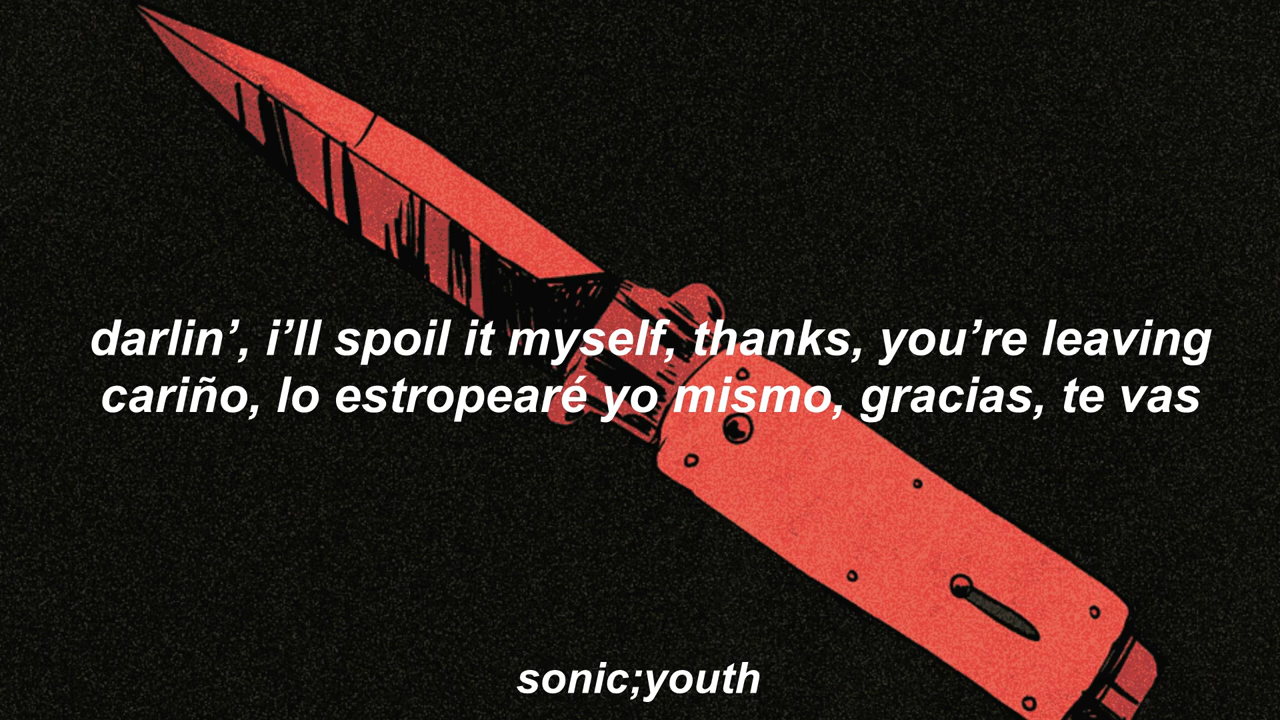 darlin’, i’ll spoil it myself, thanks, you’re leaving
cariño, lo estropearé yo mismo, gracias, te vas
sonic;youth